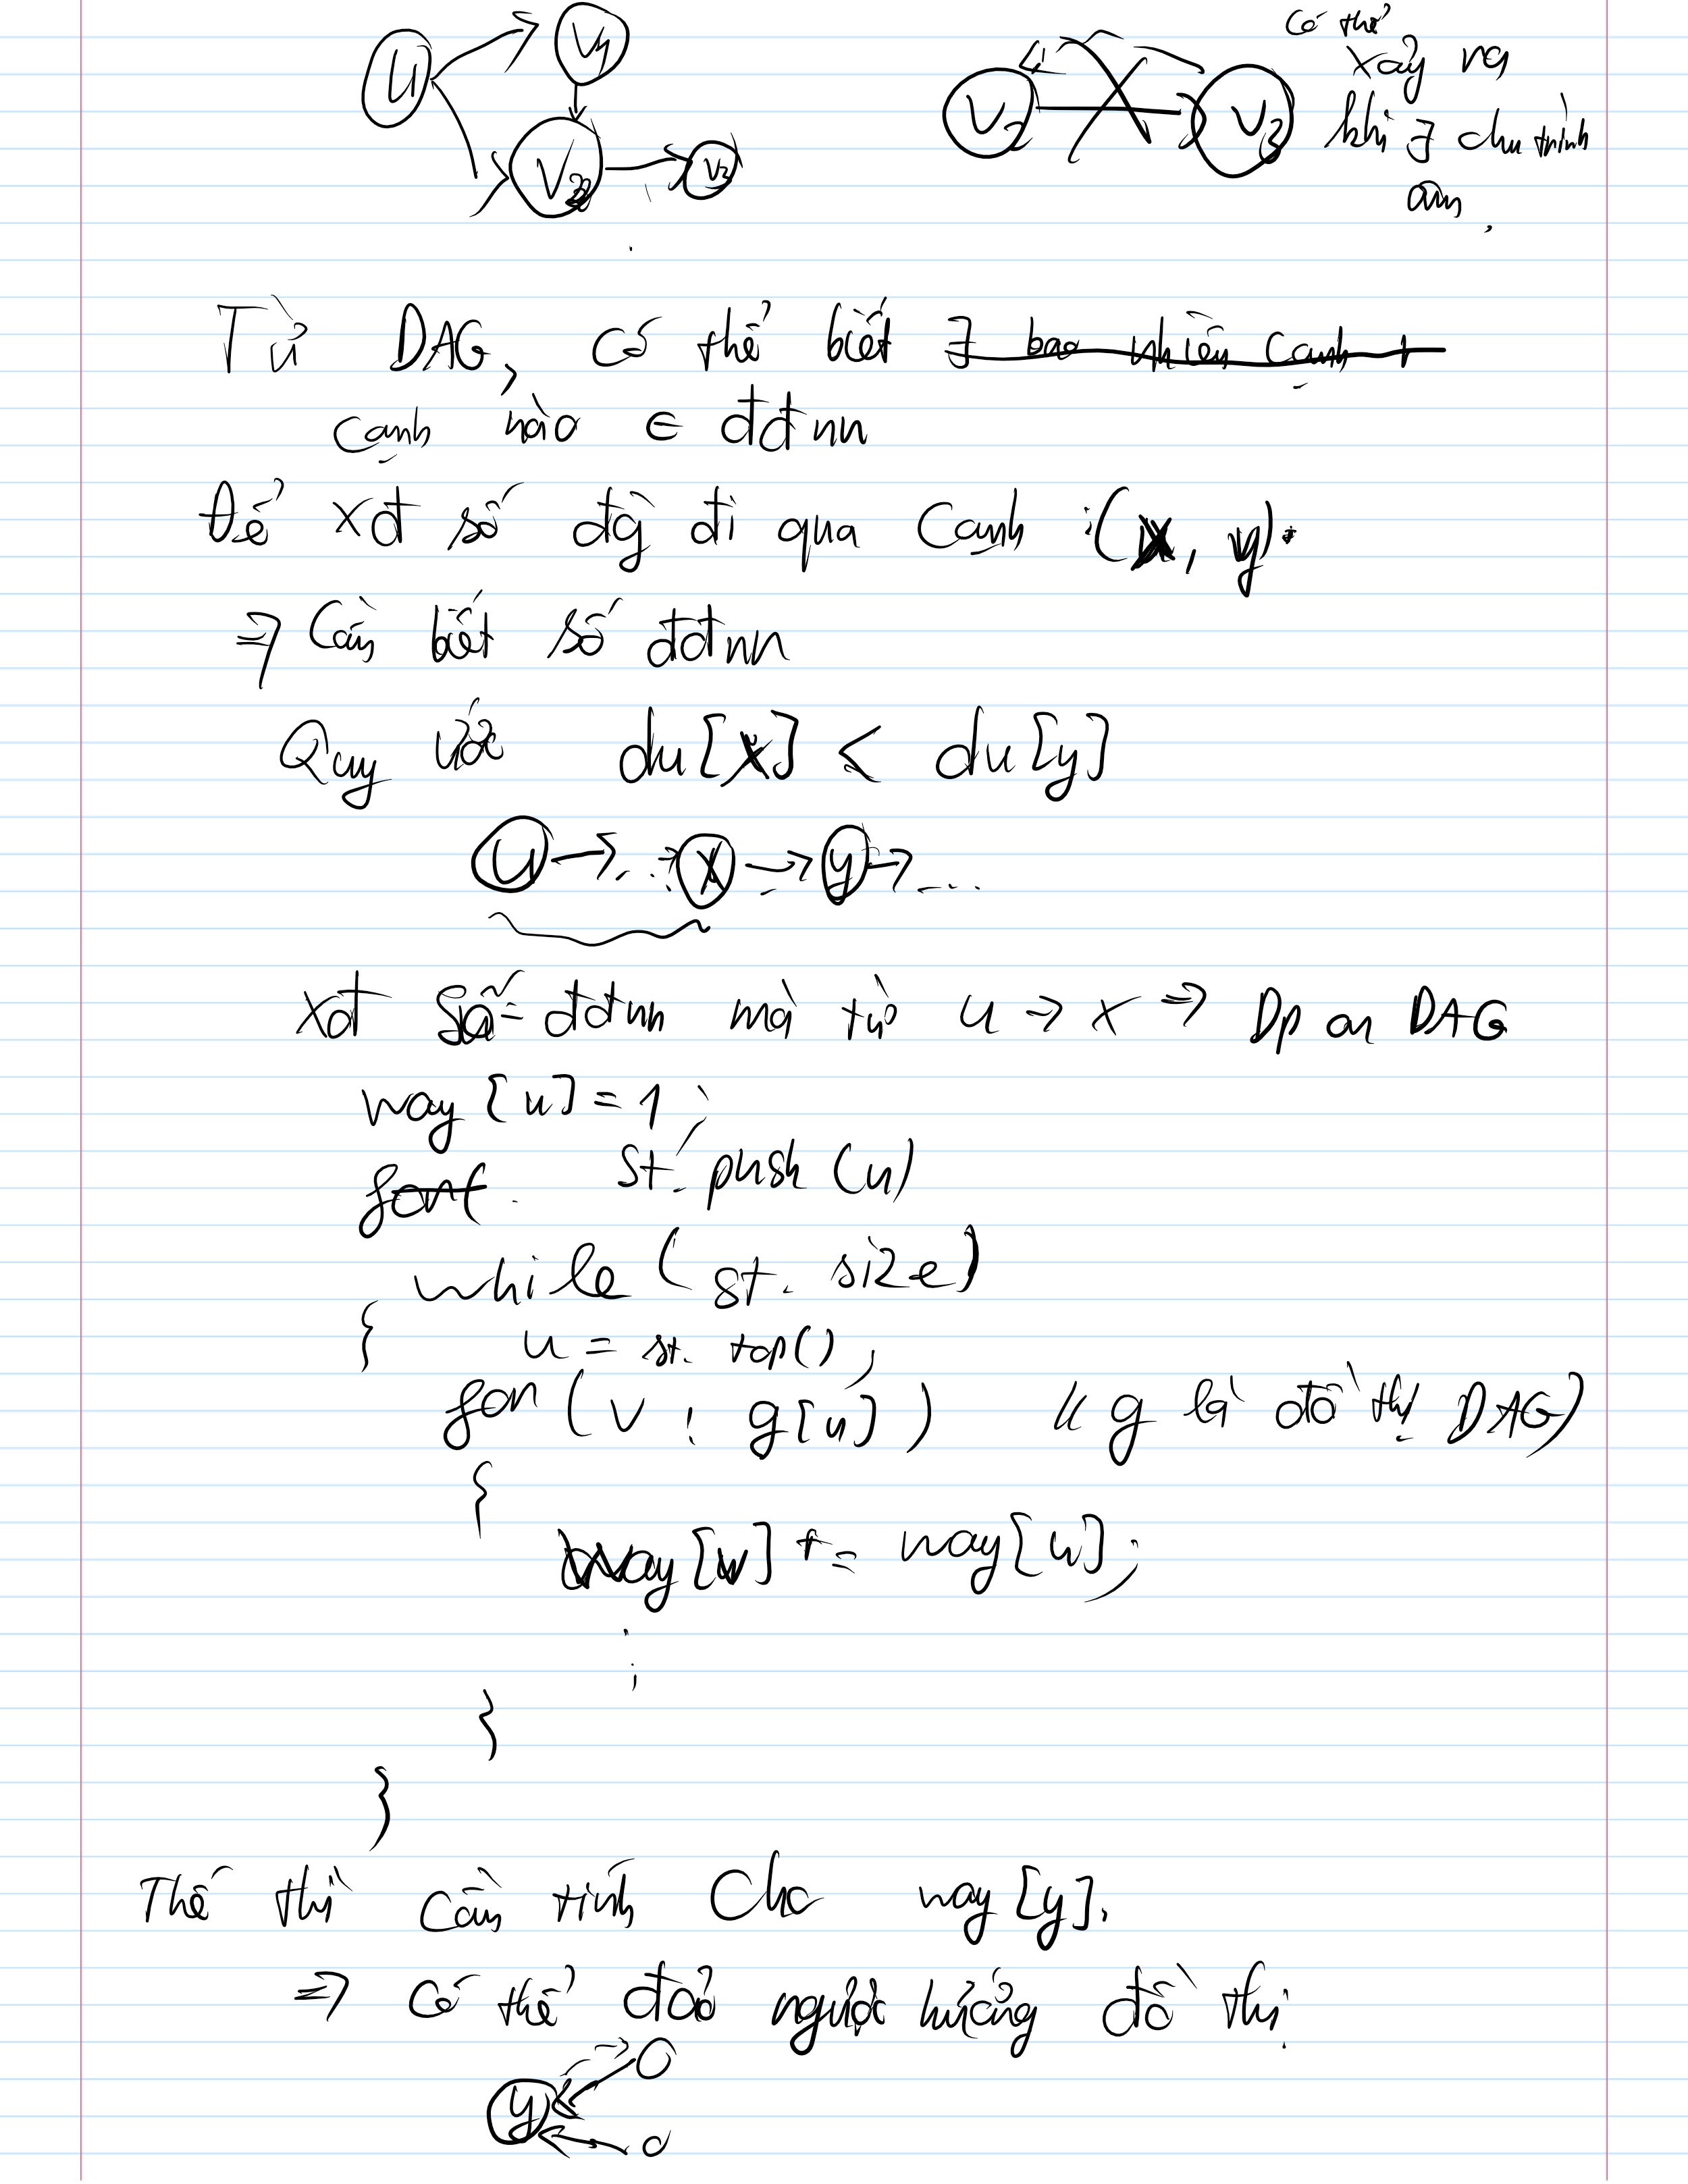 U
V1
V2
V3
V2
V3
Có thể
xảy ra
khi ∃ chu trình
âm.
Từ DAG, có thể biết ∃ bao nhiêu cạnh
cạnh nào ∈ đđnn
Để xđ số đg đi qua cạnh (x, y).
⇒ Cần biết số đđnn
Quy ước du[x] < du[y]
U → ... → x → y → ...
xđ số đđnn mà từ u → x ⇒ Dp on DAG
way[u] = 1;
for(
st.push(u)
while(st.size)
{ u = st.top();
for(v : g[u]) // g là đồ thị DAG
{
way[v] += way[u];
}
}
Thế thì cần tính cho way[y].
⇒ có thể đảo ngược hướng đồ thị
y